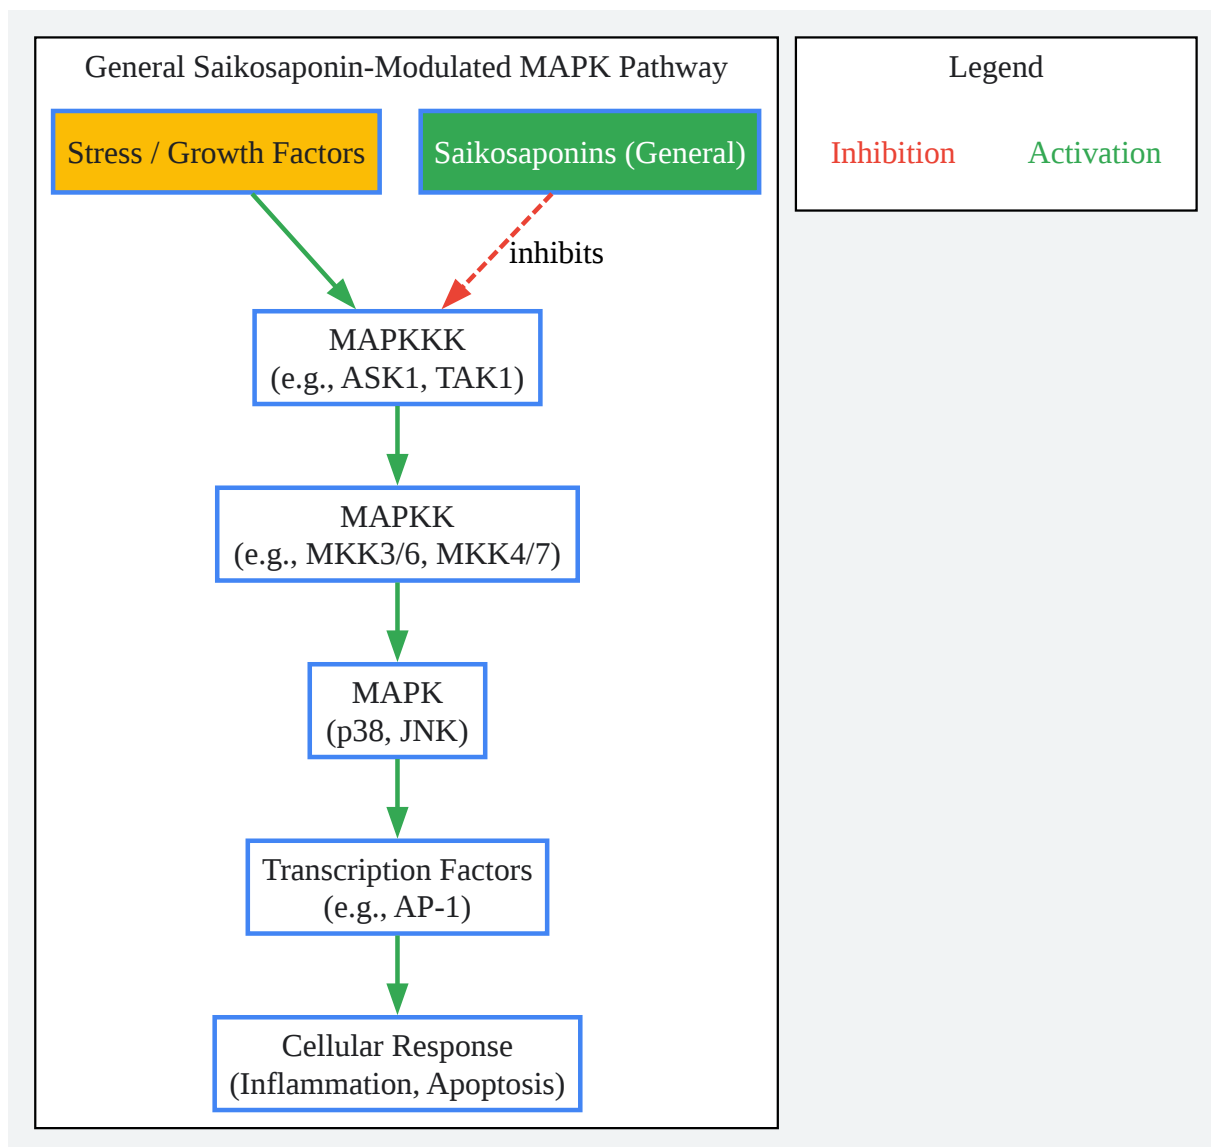 General Saikosaponin-Modulated MAPK Pathway
Stress / Growth Factors
Saikosaponins (General)
inhibits
MAPKKK
(e.g., ASK1, TAK1)
MAPKK
(e.g., MKK3/6, MKK4/7)
MAPK
(p38, JNK)
Transcription Factors
(e.g., AP-1)
Cellular Response
(Inflammation, Apoptosis)
Legend
Inhibition
Activation